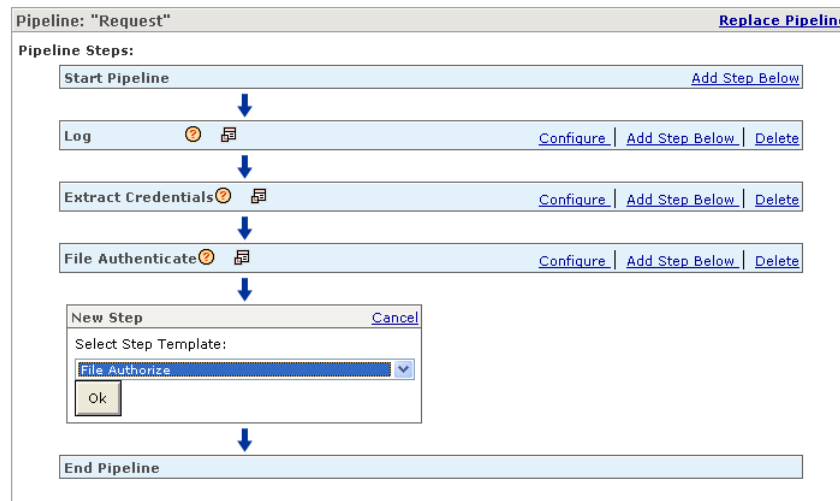 Pipeline: "Request" Replace Pipeline
Pipeline Steps:
Start Pipeline Add Step Below
Log ? Configure | Add Step Below | Delete
Extract Credentials ? Configure | Add Step Below | Delete
File Authenticate ? Configure | Add Step Below | Delete
New Step Cancel
Select Step Template:
File Authorize
Ok
End Pipeline